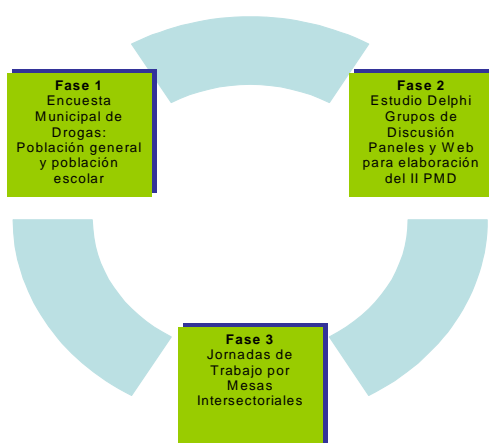 Fase 1
Encuesta
Municipal de
Drogas:
Población general
y población
escolar
Fase 2
Estudio Delphi
Grupos de
Discusión
Paneles y Web
para elaboración
del II PMD
Fase 3
Jornadas de
Trabajo por
Mesas
Intersectoriales